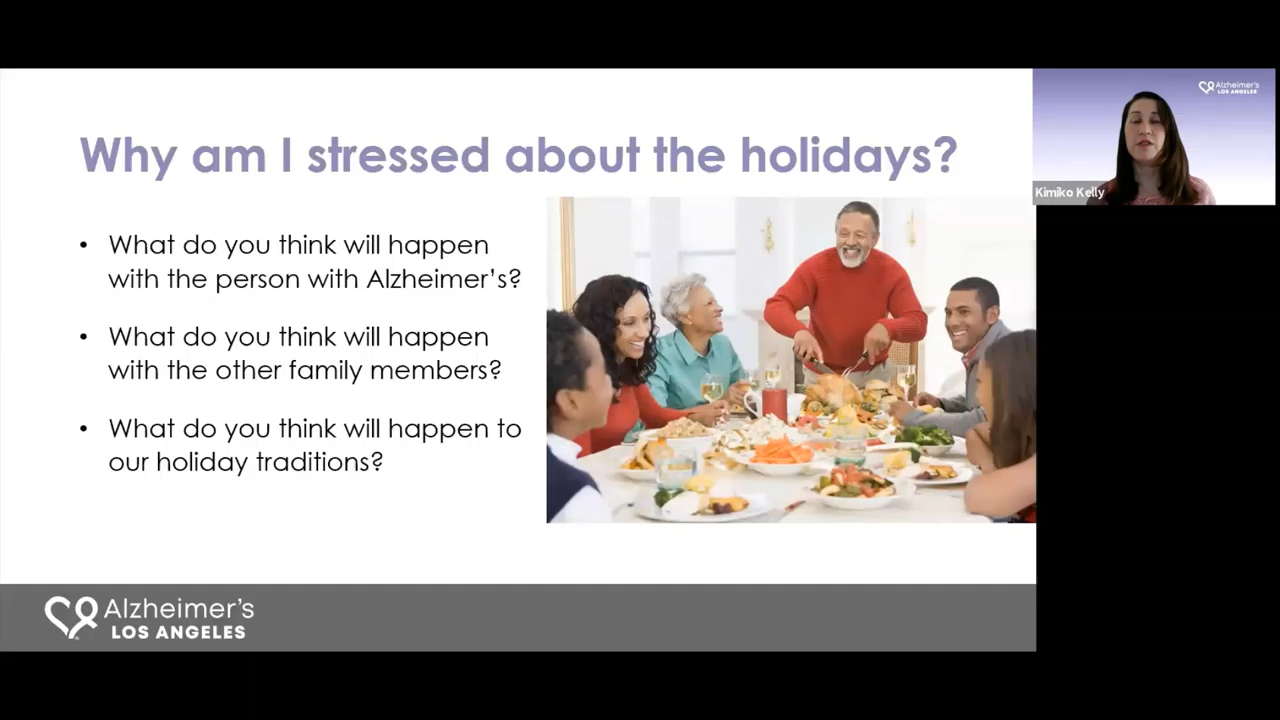 Why am I stressed about the holidays?
• What do you think will happen
with the person with Alzheimer’s?
• What do you think will happen
with the other family members?
• What do you think will happen to
our holiday traditions?
Alzheimer’s
LOS ANGELES
Alzheimer's
LOS ANGELES
Kimiko Kelly